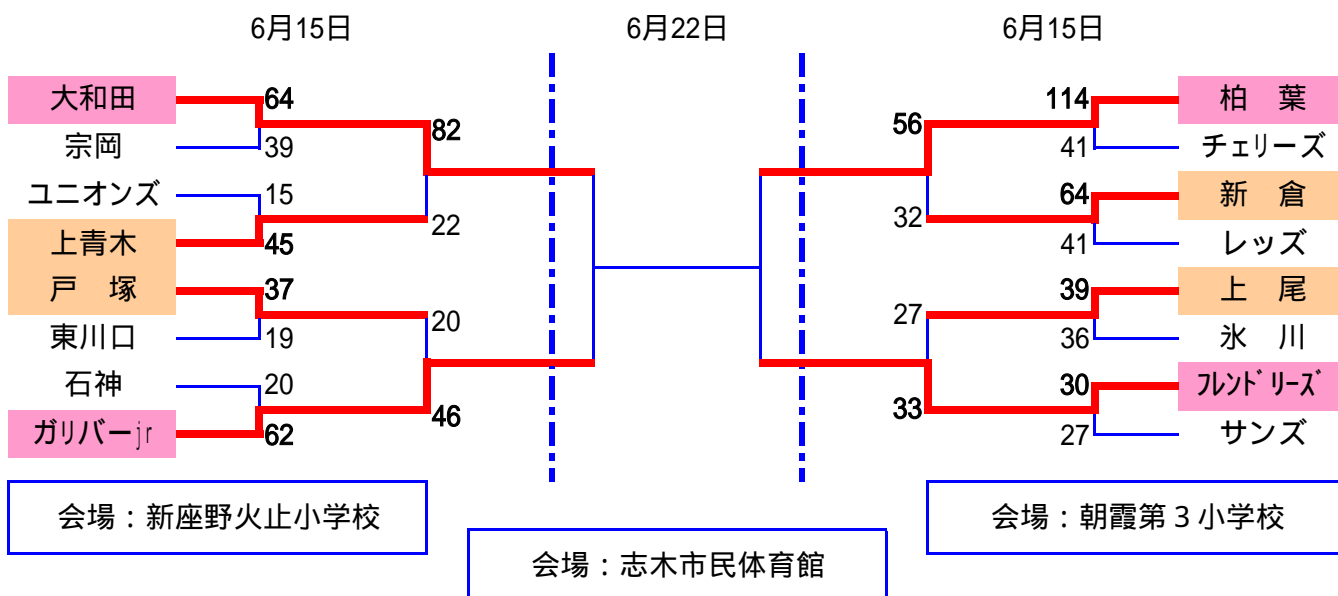 6月15日 6月22日 6月15日
大和田 64 114 柏 葉
82 56
宗岡 39 41 チェリーズ
ユニオンズ 15 64 新 倉
22 32
上青木 45 41 レッズ
戸 塚 37 39 上 尾
20 27
東川口 19 36 氷 川
石神 20 30 フレンドリーズ
46 33
ガリバーjr 62 27 サンズ
会場：新座野火止小学校 会場：朝霞第３小学校
会場：志木市民体育館